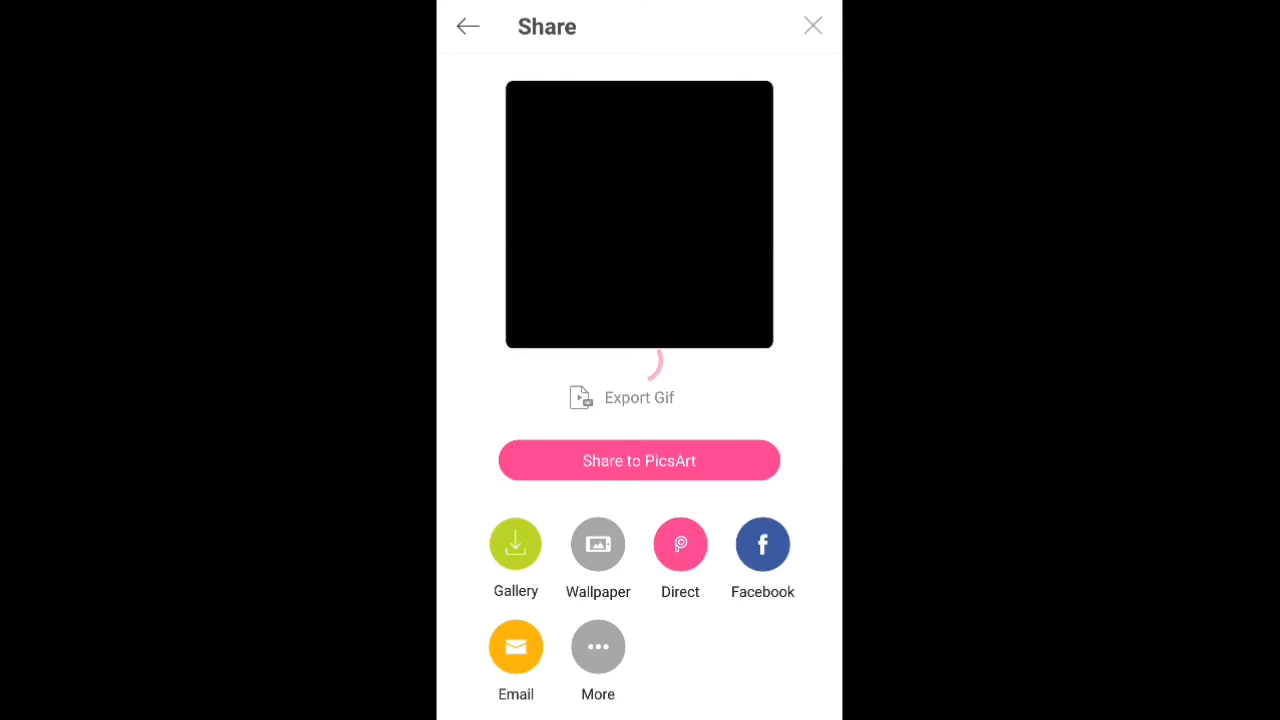 Share
Export Gif
Share to PicsArt
Gallery Wallpaper Direct Facebook
Email More